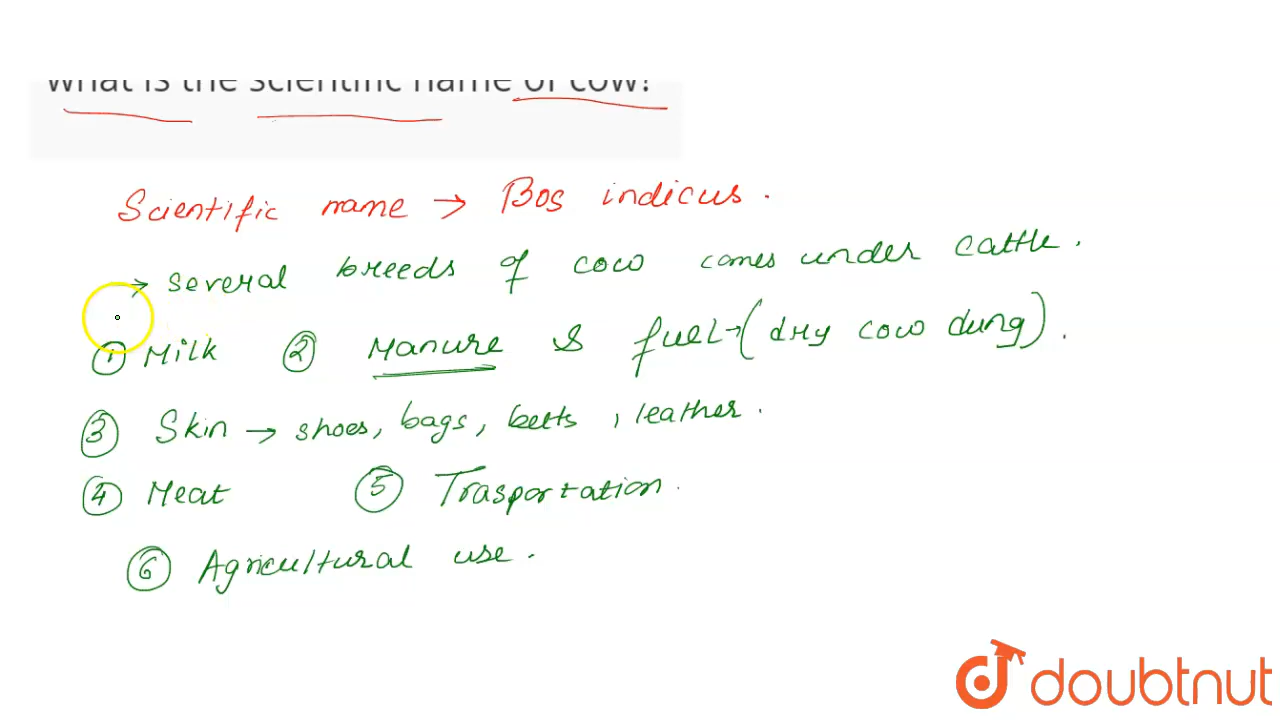 What is the scientific name of cow?
Scientific name → Bos indicus.
→ several breeds of cow comes under cattle.
① Milk ② Manure & fuel → (dry cow dung).
③ Skin → shoes, bags, belts, leather.
④ Meat ⑤ Trasportation.
⑥ Agricultural use.
doubtnut